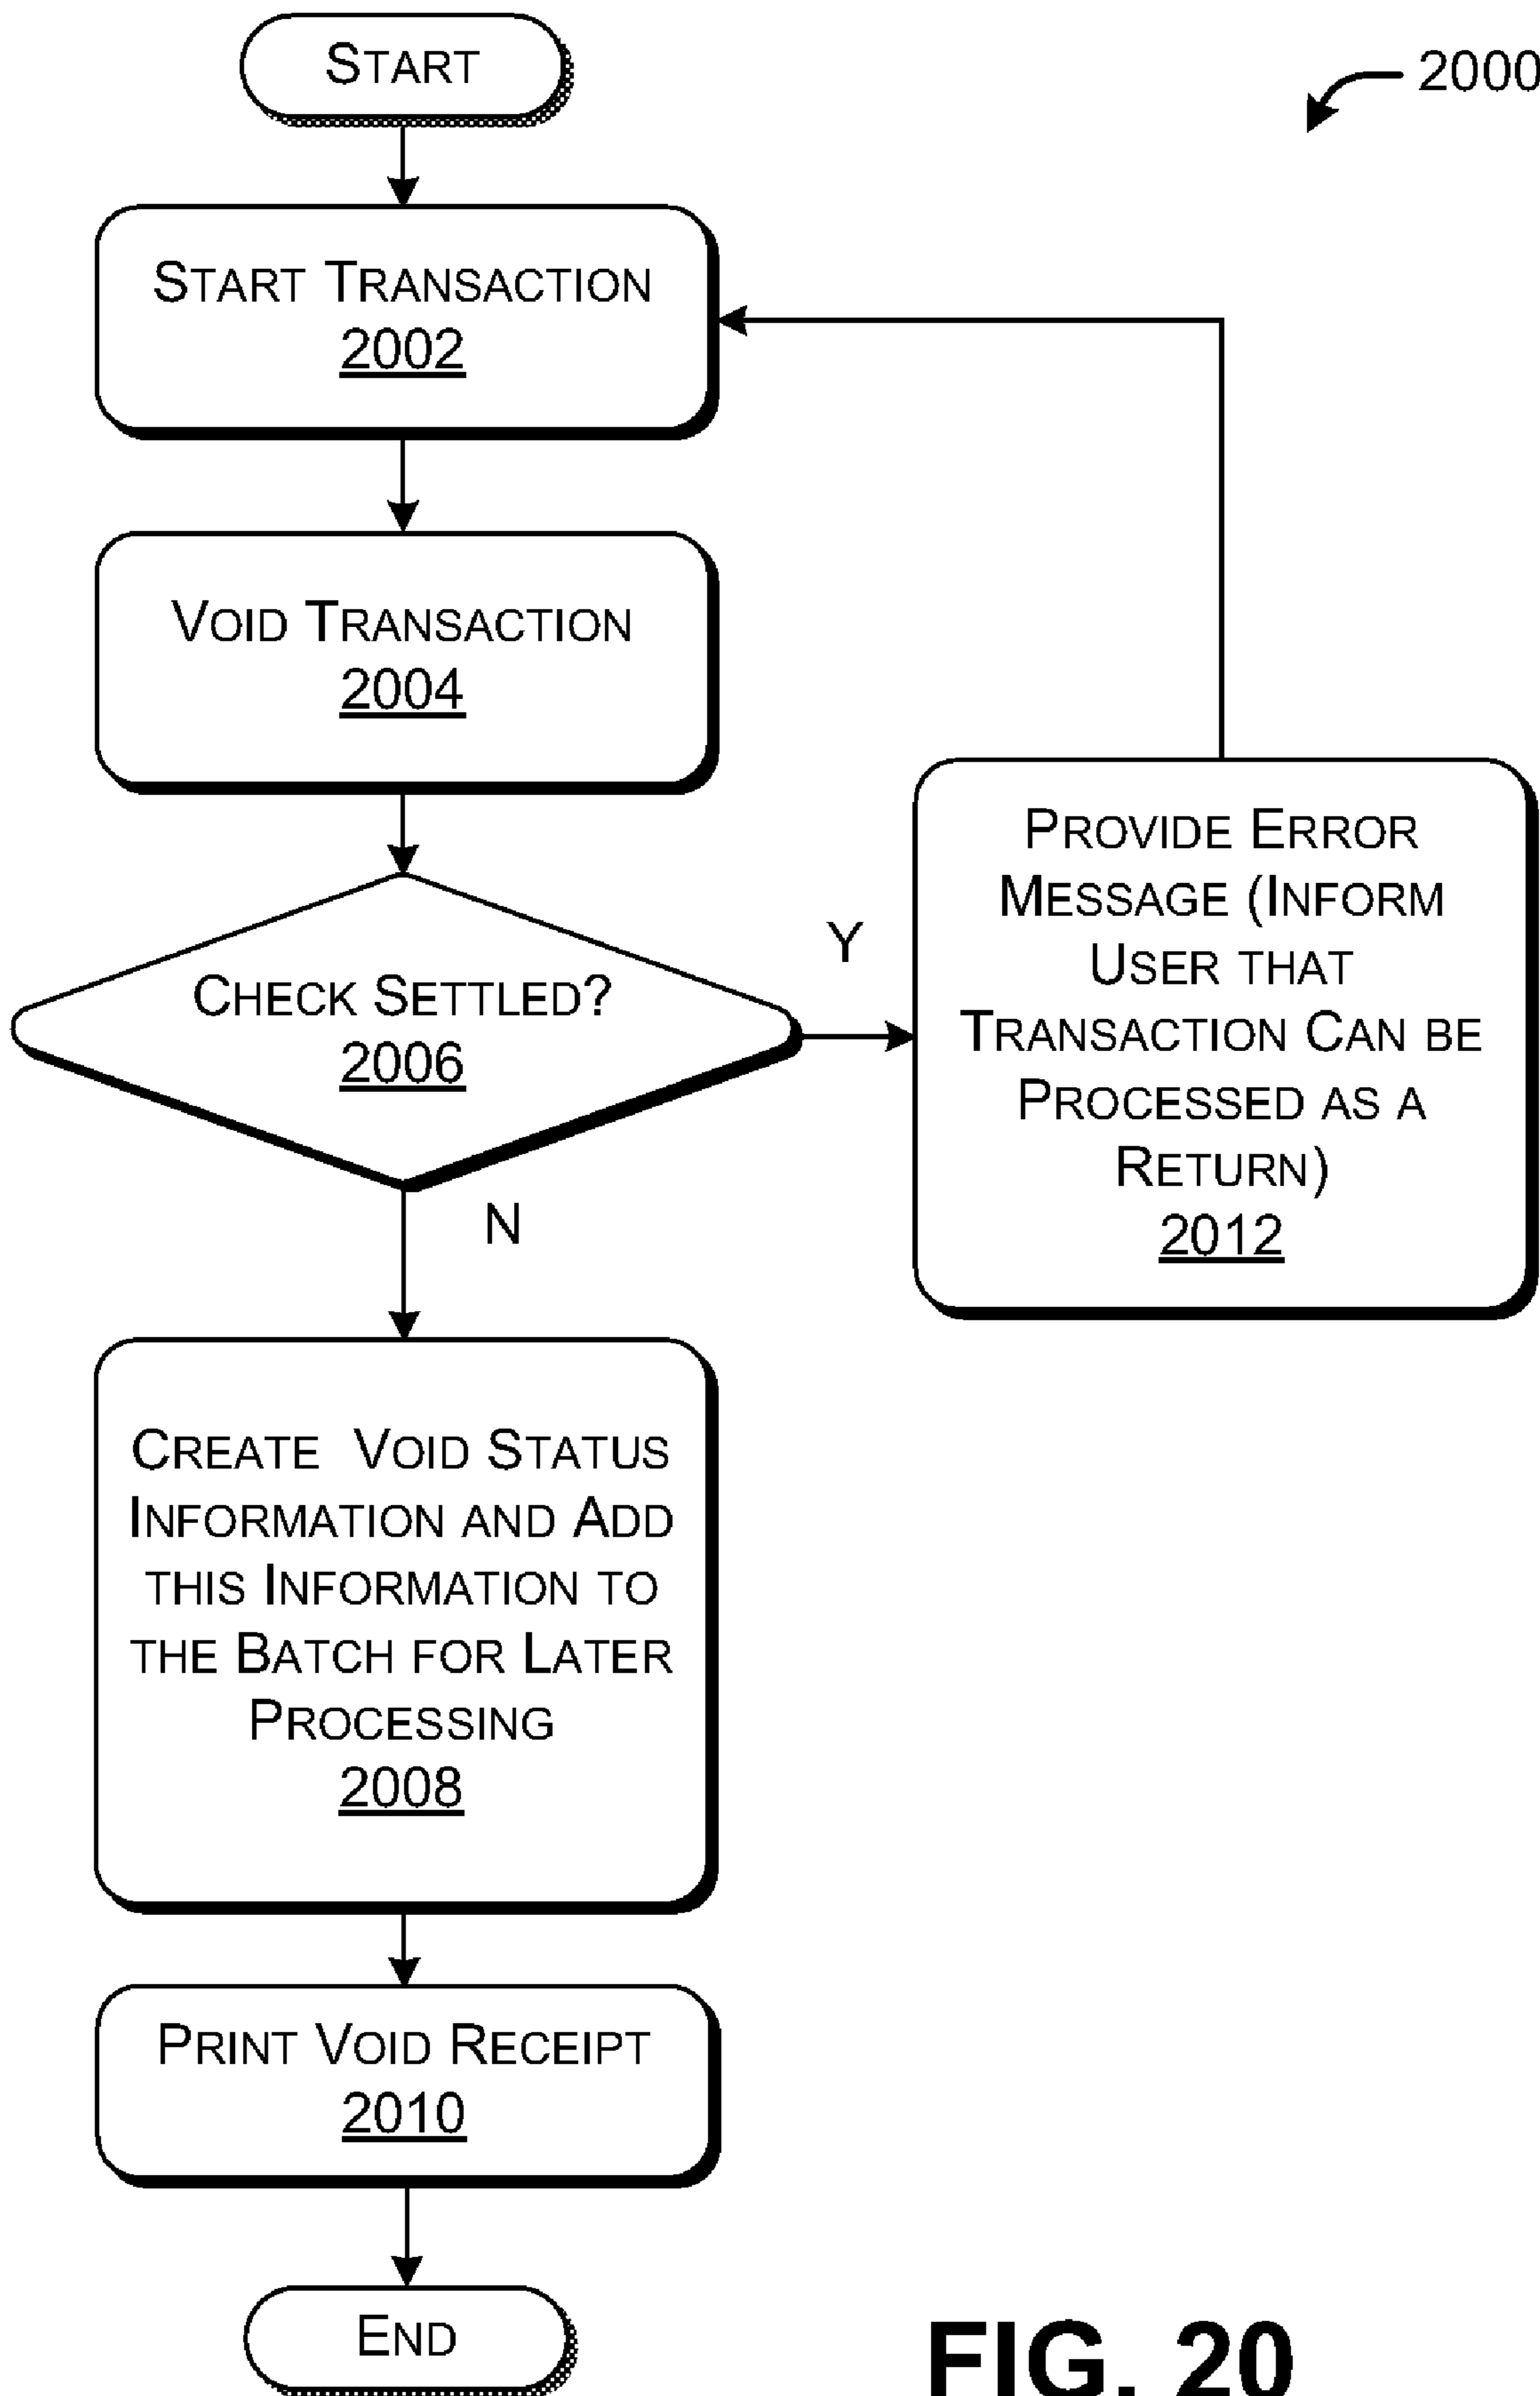 START
2000
START TRANSACTION
2002
VOID TRANSACTION
2004
CHECK SETTLED?
2006
Y
PROVIDE ERROR
MESSAGE (INFORM
USER THAT
TRANSACTION CAN BE
PROCESSED AS A
RETURN)
2012
N
CREATE VOID STATUS
INFORMATION AND ADD
THIS INFORMATION TO
THE BATCH FOR LATER
PROCESSING
2008
PRINT VOID RECEIPT
2010
END
FIG. 20